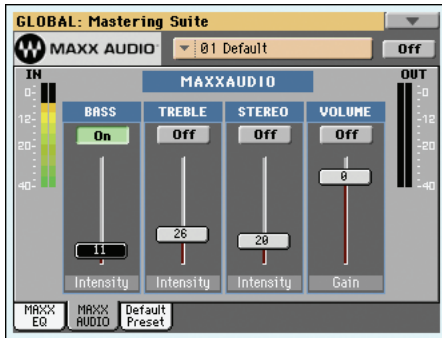 GLOBAL: Mastering Suite
MAXX AUDIO
01 Default
Off
IN
MAXXAUDIO
OUT
0-
-0
BASS
TREBLE
STEREO
VOLUME
12-
-12
On
Off
Off
Off
20-
-20
0
40-
-40
26
20
11
Intensity
Intensity
Intensity
Gain
MAXX EQ
MAXX AUDIO
Default Preset